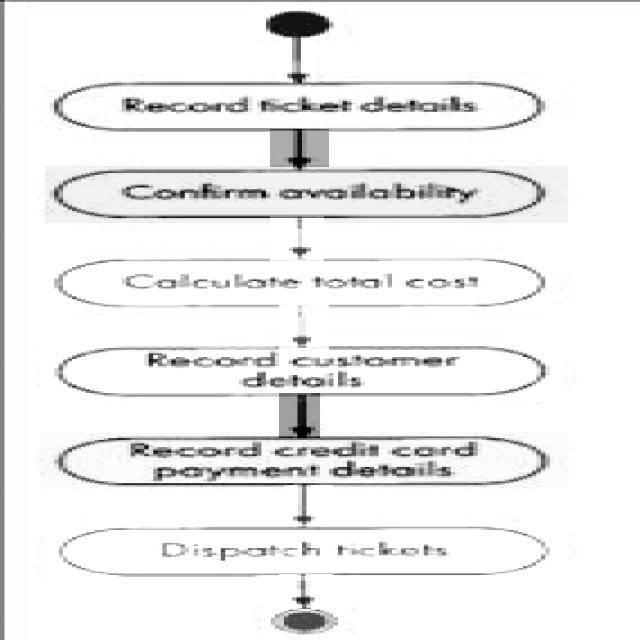 Record ticket details
Confirm availability
Calculate total cost
Record customer
details
Record credit card
payment details
Dispatch tickets